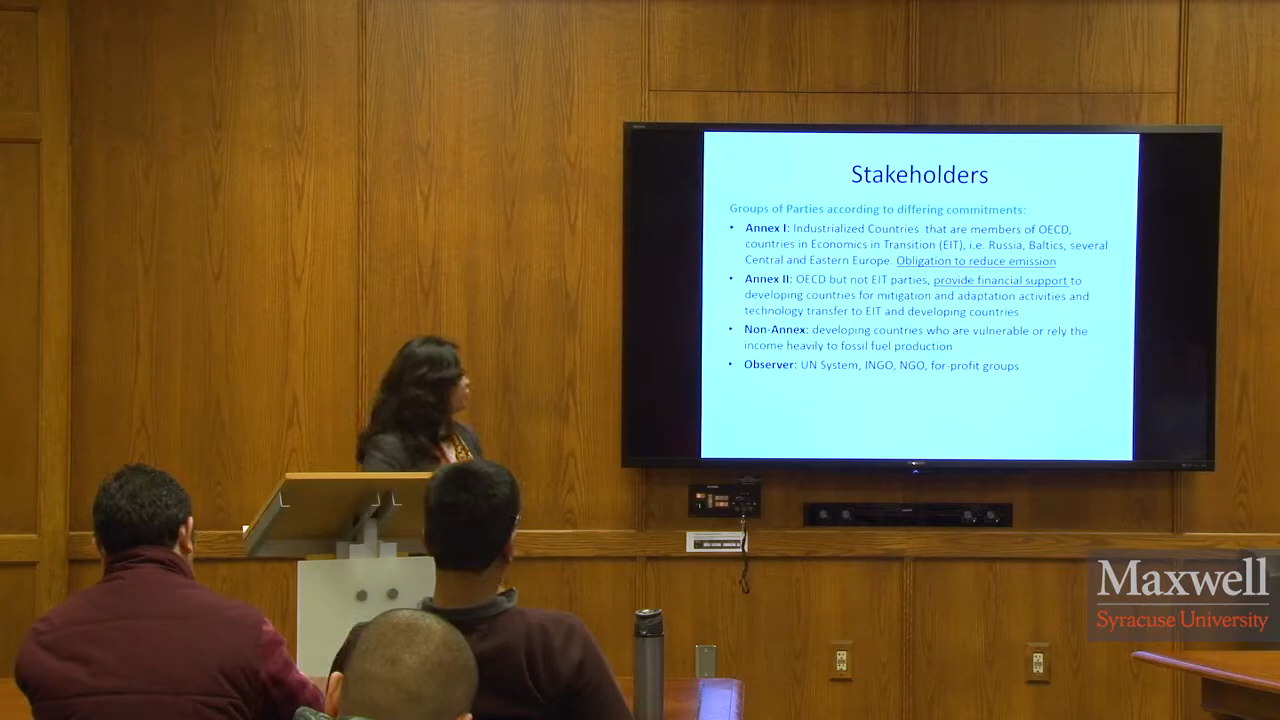 Stakeholders
Groups of Parties according to differing commitments:
• Annex I: Industrialized Countries that are members of OECD,
countries in Economics in Transition (EIT), i.e. Russia, Baltics, several
Central and Eastern Europe. Obligation to reduce emission
• Annex II: OECD but not EIT parties, provide financial support to
developing countries for mitigation and adaptation activities and
technology transfer to EIT and developing countries
• Non-Annex: developing countries who are vulnerable or rely the
income heavily to fossil fuel production
• Observer: UN System, INGO, NGO, for-profit groups
Maxwell
Syracuse University